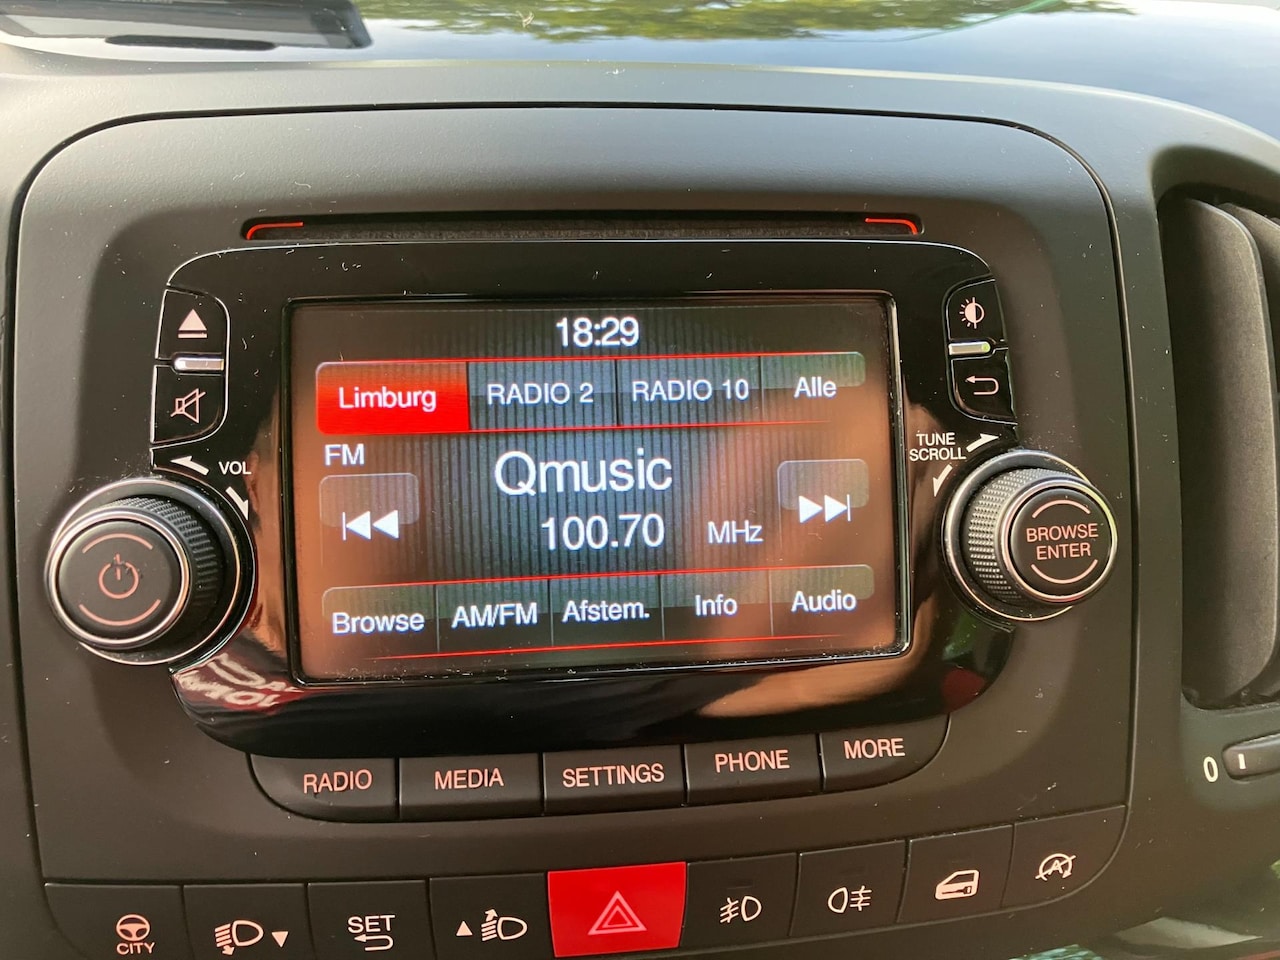 18:29
Limburg RADIO 2 RADIO 10 Alle
FM
Qmusic
100.70 MHz
Browse AM/FM Afstem. Info Audio
VOL
TUNE
SCROLL
BROWSE
ENTER
RADIO MEDIA SETTINGS PHONE MORE
0
CITY
SET
A